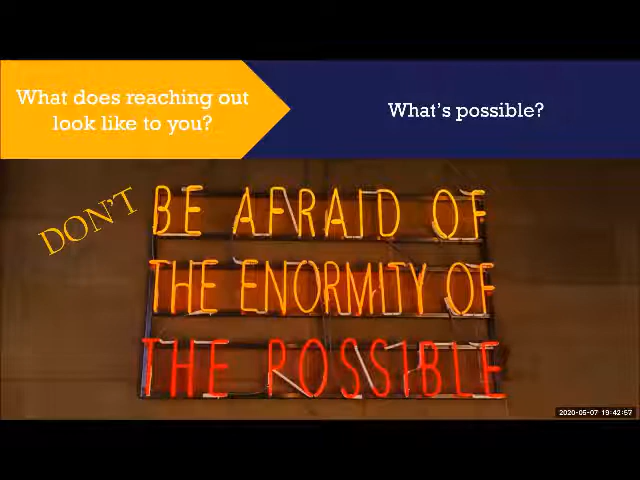 What does reaching out
look like to you?
What's possible?
DON'T
BE AFRAID OF
THE ENORMITY OF
THE POSSIBLE
2020-05-07 19:42:57